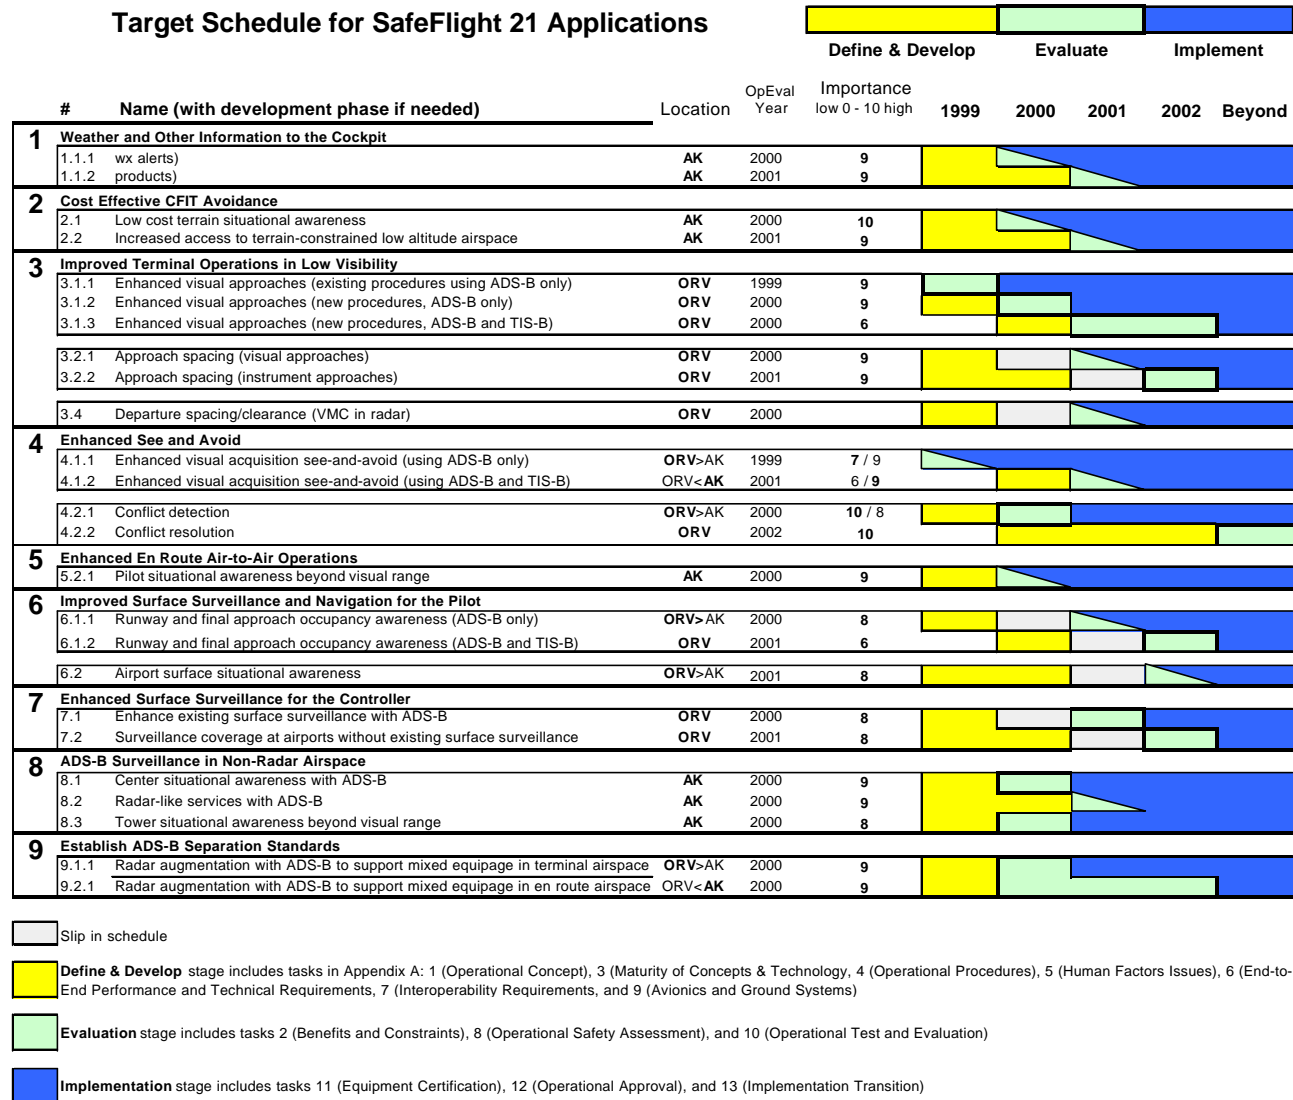 Target Schedule for SafeFlight 21 Applications
Define & Develop Evaluate Implement
# Name (with development phase if needed) Location OpEval Year Importance low 0 - 10 high 1999 2000 2001 2002 Beyond
1 Weather and Other Information to the Cockpit
1.1.1 wx alerts) AK 2000 9
1.1.2 products) AK 2001 9
2 Cost Effective CFIT Avoidance
2.1 Low cost terrain situational awareness AK 2000 10
2.2 Increased access to terrain-constrained low altitude airspace AK 2001 9
3 Improved Terminal Operations in Low Visibility
3.1.1 Enhanced visual approaches (existing procedures using ADS-B only) ORV 1999 9
3.1.2 Enhanced visual approaches (new procedures, ADS-B only) ORV 2000 9
3.1.3 Enhanced visual approaches (new procedures, ADS-B and TIS-B) ORV 2000 6
3.2.1 Approach spacing (visual approaches) ORV 2000 9
3.2.2 Approach spacing (instrument approaches) ORV 2001 9
3.4 Departure spacing/clearance (VMC in radar) ORV 2000
4 Enhanced See and Avoid
4.1.1 Enhanced visual acquisition see-and-avoid (using ADS-B only) ORV>AK 1999 7 / 9
4.1.2 Enhanced visual acquisition see-and-avoid (using ADS-B and TIS-B) ORV<AK 2001 6 / 9
4.2.1 Conflict detection ORV>AK 2000 10 / 8
4.2.2 Conflict resolution ORV 2002 10
5 Enhanced En Route Air-to-Air Operations
5.2.1 Pilot situational awareness beyond visual range AK 2000 9
6 Improved Surface Surveillance and Navigation for the Pilot
6.1.1 Runway and final approach occupancy awareness (ADS-B only) ORV>AK 2000 8
6.1.2 Runway and final approach occupancy awareness (ADS-B and TIS-B) ORV 2001 6
6.2 Airport surface situational awareness ORV>AK 2001 8
7 Enhanced Surface Surveillance for the Controller
7.1 Enhance existing surface surveillance with ADS-B ORV 2000 8
7.2 Surveillance coverage at airports without existing surface surveillance ORV 2001 8
8 ADS-B Surveillance in Non-Radar Airspace
8.1 Center situational awareness with ADS-B AK 2000 9
8.2 Radar-like services with ADS-B AK 2000 9
8.3 Tower situational awareness beyond visual range AK 2000 8
9 Establish ADS-B Separation Standards
9.1.1 Radar augmentation with ADS-B to support mixed equipage in terminal airspace ORV>AK 2000 9
9.2.1 Radar augmentation with ADS-B to support mixed equipage in en route airspace ORV<AK 2000 9
Slip in schedule
Define & Develop stage includes tasks in Appendix A: 1 (Operational Concept), 3 (Maturity of Concepts & Technology, 4 (Operational Procedures), 5 (Human Factors Issues), 6 (End-to-
End Performance and Technical Requirements, 7 (Interoperability Requirements, and 9 (Avionics and Ground Systems)
Evaluation stage includes tasks 2 (Benefits and Constraints), 8 (Operational Safety Assessment), and 10 (Operational Test and Evaluation)
Implementation stage includes tasks 11 (Equipment Certification), 12 (Operational Approval), and 13 (Implementation Transition)